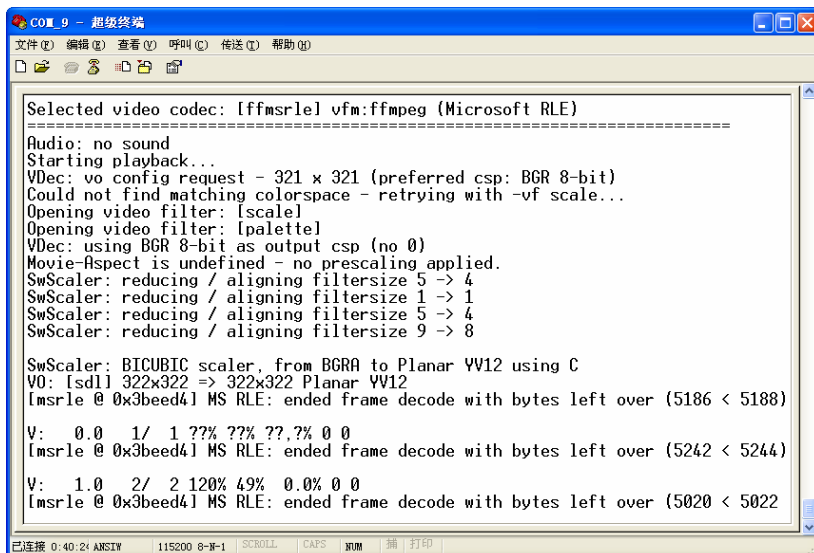 COM_9 - 超级终端
文件(F) 编辑(E) 查看(V) 呼叫(C) 传送(T) 帮助(H)
Selected video codec: [ffmsrle] vfm:ffmpeg (Microsoft RLE)
==========================================================================
Audio: no sound
Starting playback...
VDec: vo config request - 321 x 321 (preferred csp: BGR 8-bit)
Could not find matching colorspace - retrying with -vf scale...
Opening video filter: [scale]
Opening video filter: [palette]
VDec: using BGR 8-bit as output csp (no 0)
Movie-Aspect is undefined - no prescaling applied.
SwScaler: reducing / aligning filtersize 5 -> 4
SwScaler: reducing / aligning filtersize 1 -> 1
SwScaler: reducing / aligning filtersize 5 -> 4
SwScaler: reducing / aligning filtersize 9 -> 8
SwScaler: BICUBIC scaler, from BGRA to Planar YV12 using C
VO: [sdl] 322x322 => 322x322 Planar YV12
[msrle @ 0x3beed4] MS RLE: ended frame decode with bytes left over (5186 < 5188)
V:   0.0   1/  1 ??% ??% ??,?% 0 0
[msrle @ 0x3beed4] MS RLE: ended frame decode with bytes left over (5242 < 5244)
V:   1.0   2/  2 120% 49%  0.0% 0 0
[msrle @ 0x3beed4] MS RLE: ended frame decode with bytes left over (5020 < 5022
已连接 0:40:24 ANSIW 115200 8-N-1 SCROLL CAPS NUM 捕 打印